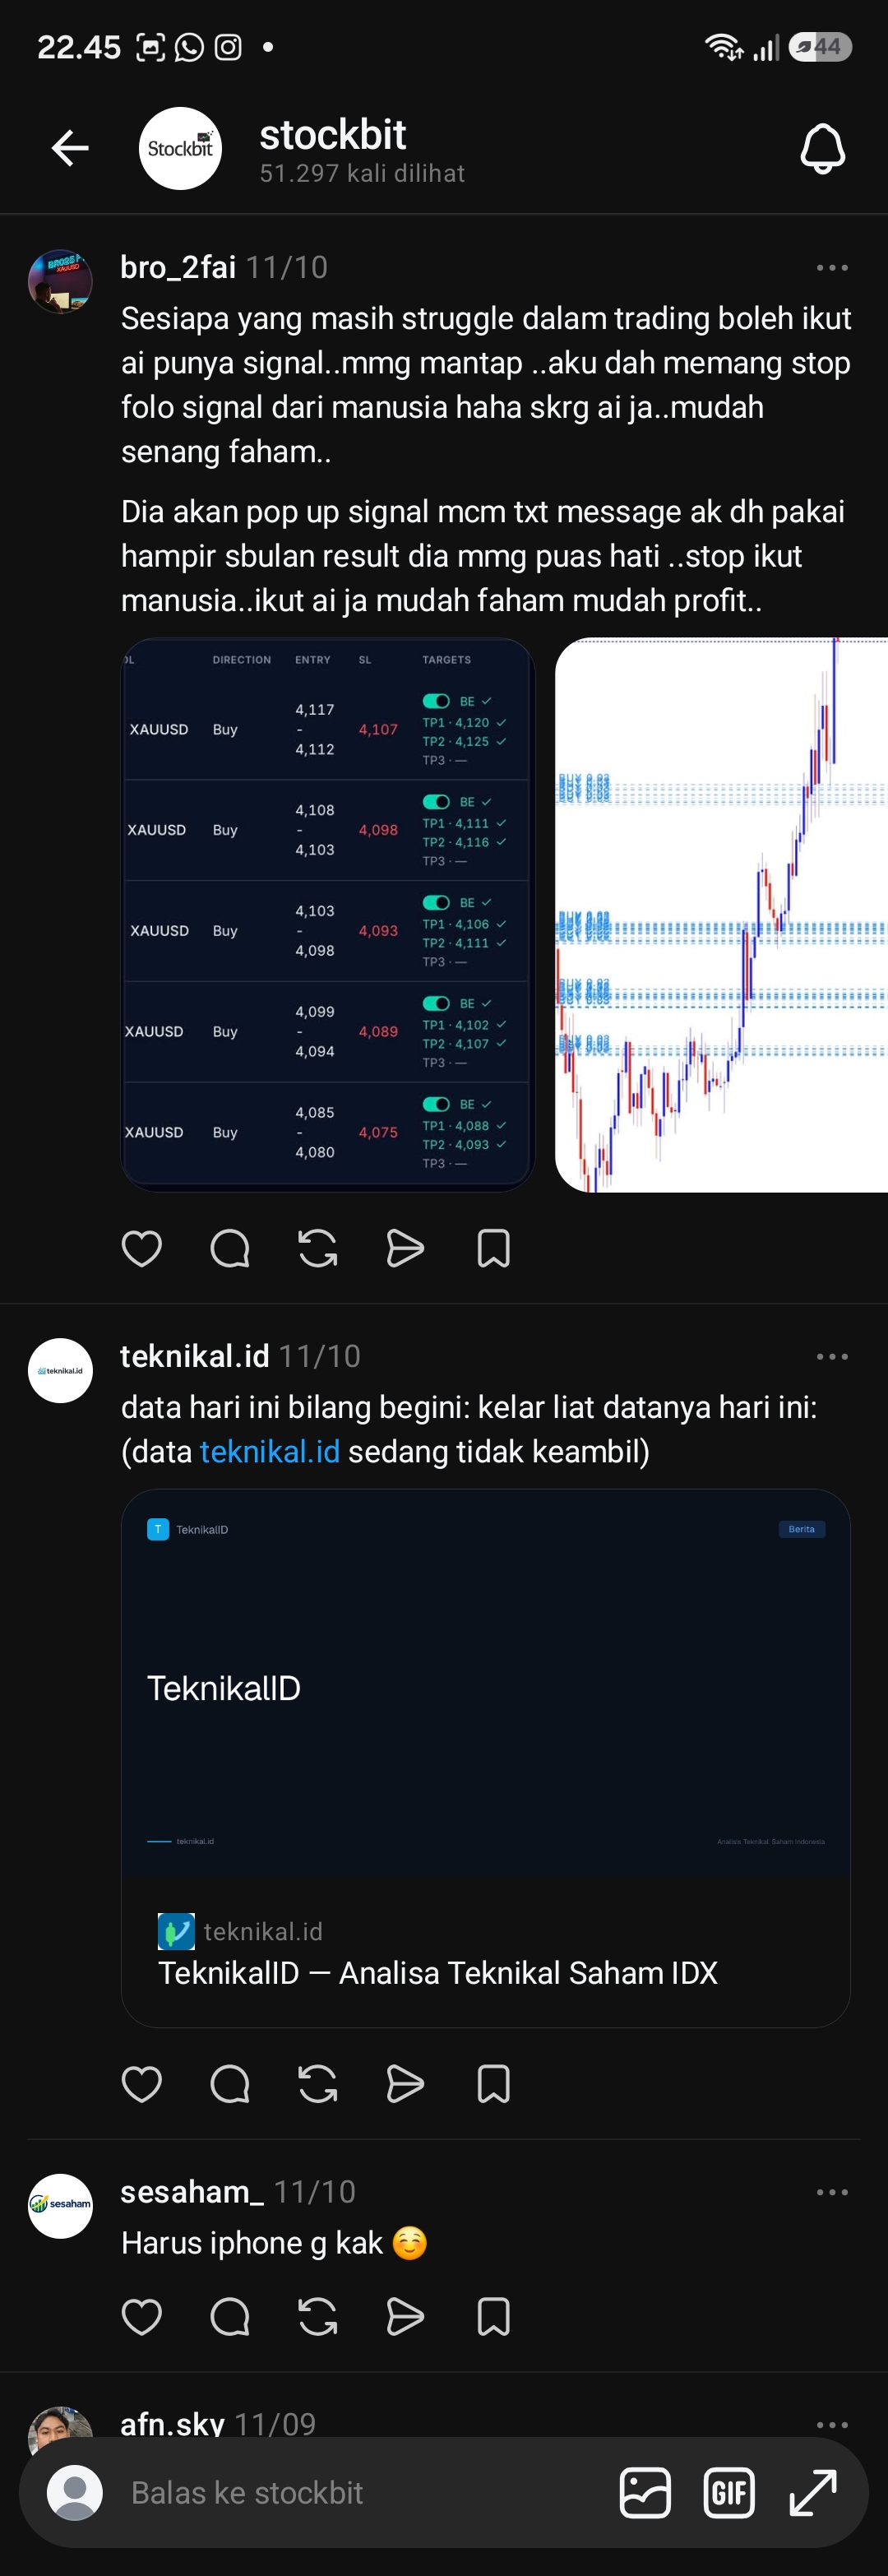 22.45
44
Stockbit
stockbit
51.297 kali dilihat
bro_2fai 11/10
Sesiapa yang masih struggle dalam trading boleh ikut
ai punya signal..mmg mantap ..aku dah memang stop
folo signal dari manusia haha skrg ai ja..mudah
senang faham..
Dia akan pop up signal mcm txt message ak dh pakai
hampir sbulan result dia mmg puas hati ..stop ikut
manusia..ikut ai ja mudah faham mudah profit..
OL DIRECTION ENTRY SL TARGETS
XAUUSD Buy 4,117 - 4,112 4,107 BE ✓
TP1 · 4,120 ✓
TP2 · 4,125 ✓
TP3 · —
XAUUSD Buy 4,108 - 4,103 4,098 BE ✓
TP1 · 4,111 ✓
TP2 · 4,116 ✓
TP3 · —
XAUUSD Buy 4,103 - 4,098 4,093 BE ✓
TP1 · 4,106 ✓
TP2 · 4,111 ✓
TP3 · —
XAUUSD Buy 4,099 - 4,094 4,089 BE ✓
TP1 · 4,102 ✓
TP2 · 4,107 ✓
TP3 · —
XAUUSD Buy 4,085 - 4,080 4,075 BE ✓
TP1 · 4,088 ✓
TP2 · 4,093 ✓
TP3 · —
teknikal.id
teknikal.id 11/10
data hari ini bilang begini: kelar liat datanya hari ini:
(data teknikal.id sedang tidak keambil)
T TeknikalID
Berita
TeknikalID
teknikal.id
Analisis Teknikal Saham Indonesia
teknikal.id
TeknikalID — Analisa Teknikal Saham IDX
sesaham
sesaham_ 11/10
Harus iphone g kak ☺️
afn.sky 11/09
Balas ke stockbit
GIF